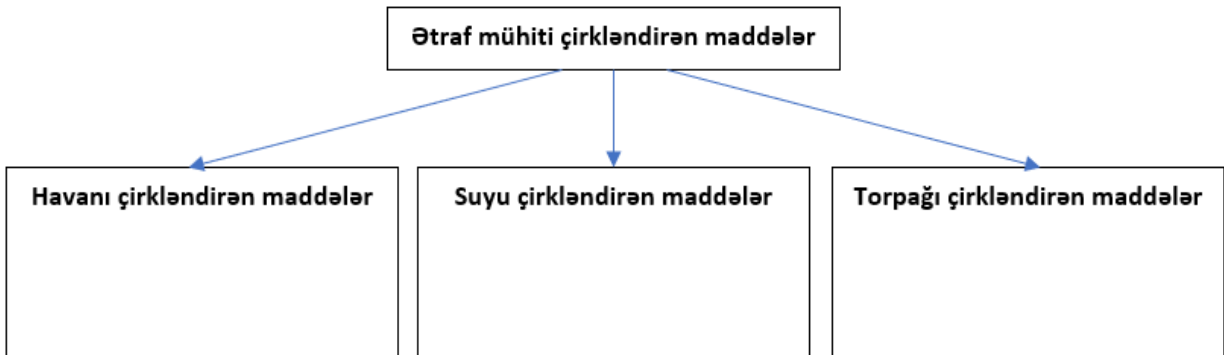 Ətraf mühiti çirkləndirən maddələr
Havanı çirkləndirən maddələr
Suyu çirkləndirən maddələr
Torpağı çirkləndirən maddələr